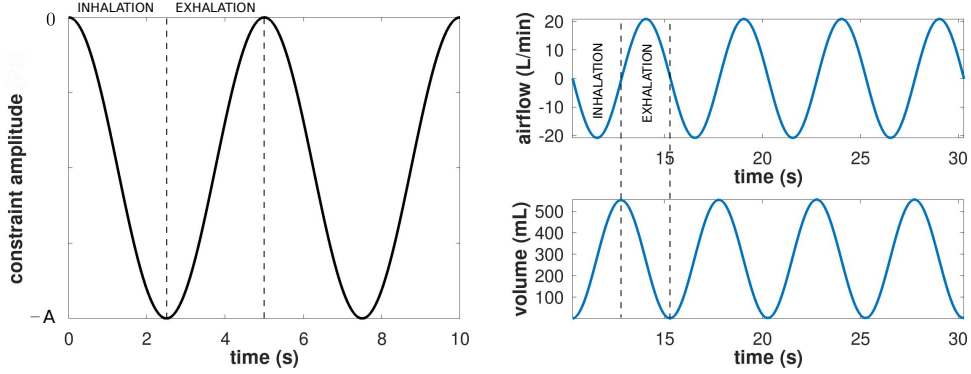 INHALATION EXHALATION
0
constraint amplitude
−A
0 2 4 6 8 10
time (s)
airflow (L/min)
20
10
0
-10
-20
INHALATION
EXHALATION
15 20 25 30
time (s)
volume (mL)
500
400
300
200
100
15 20 25 30
time (s)